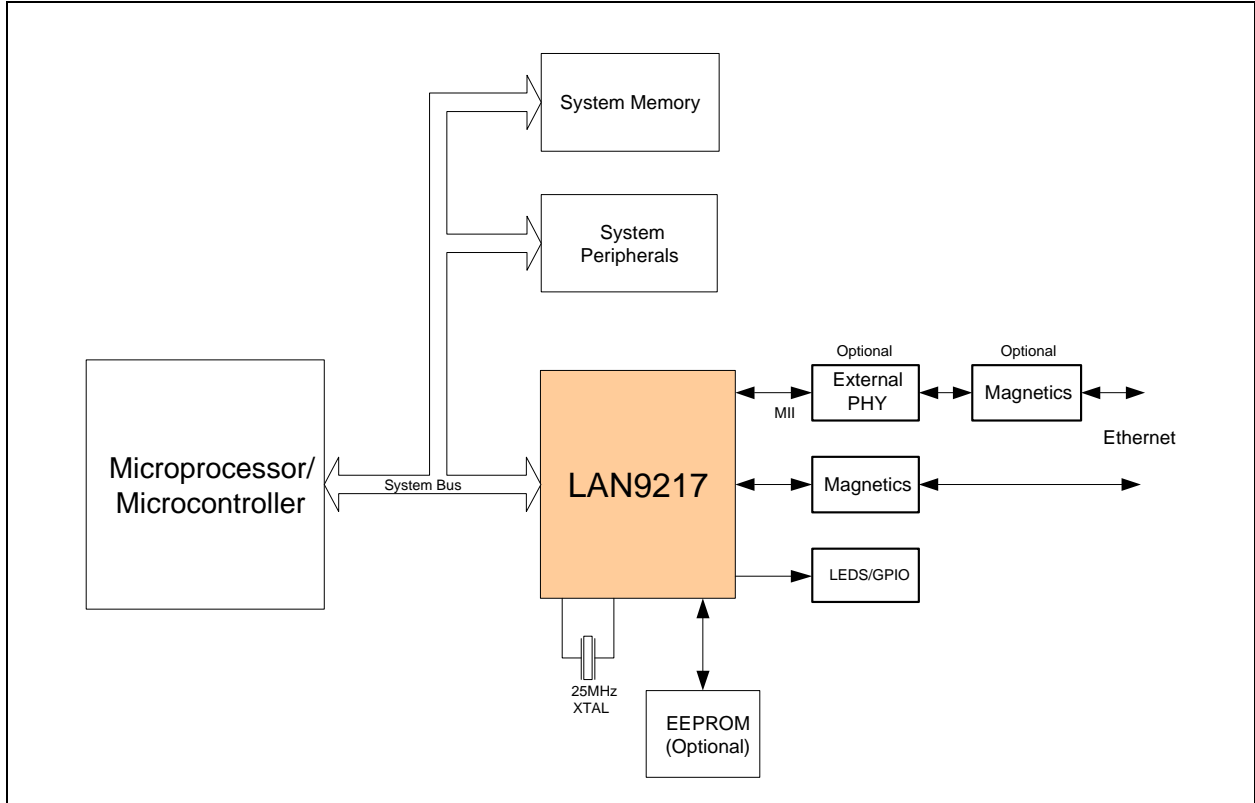 System Memory
System
Peripherals
Optional
Optional
External
PHY
Magnetics
MII
Ethernet
Microprocessor/
Microcontroller
System Bus
LAN9217
Magnetics
LEDS/GPIO
25MHz
XTAL
EEPROM
(Optional)